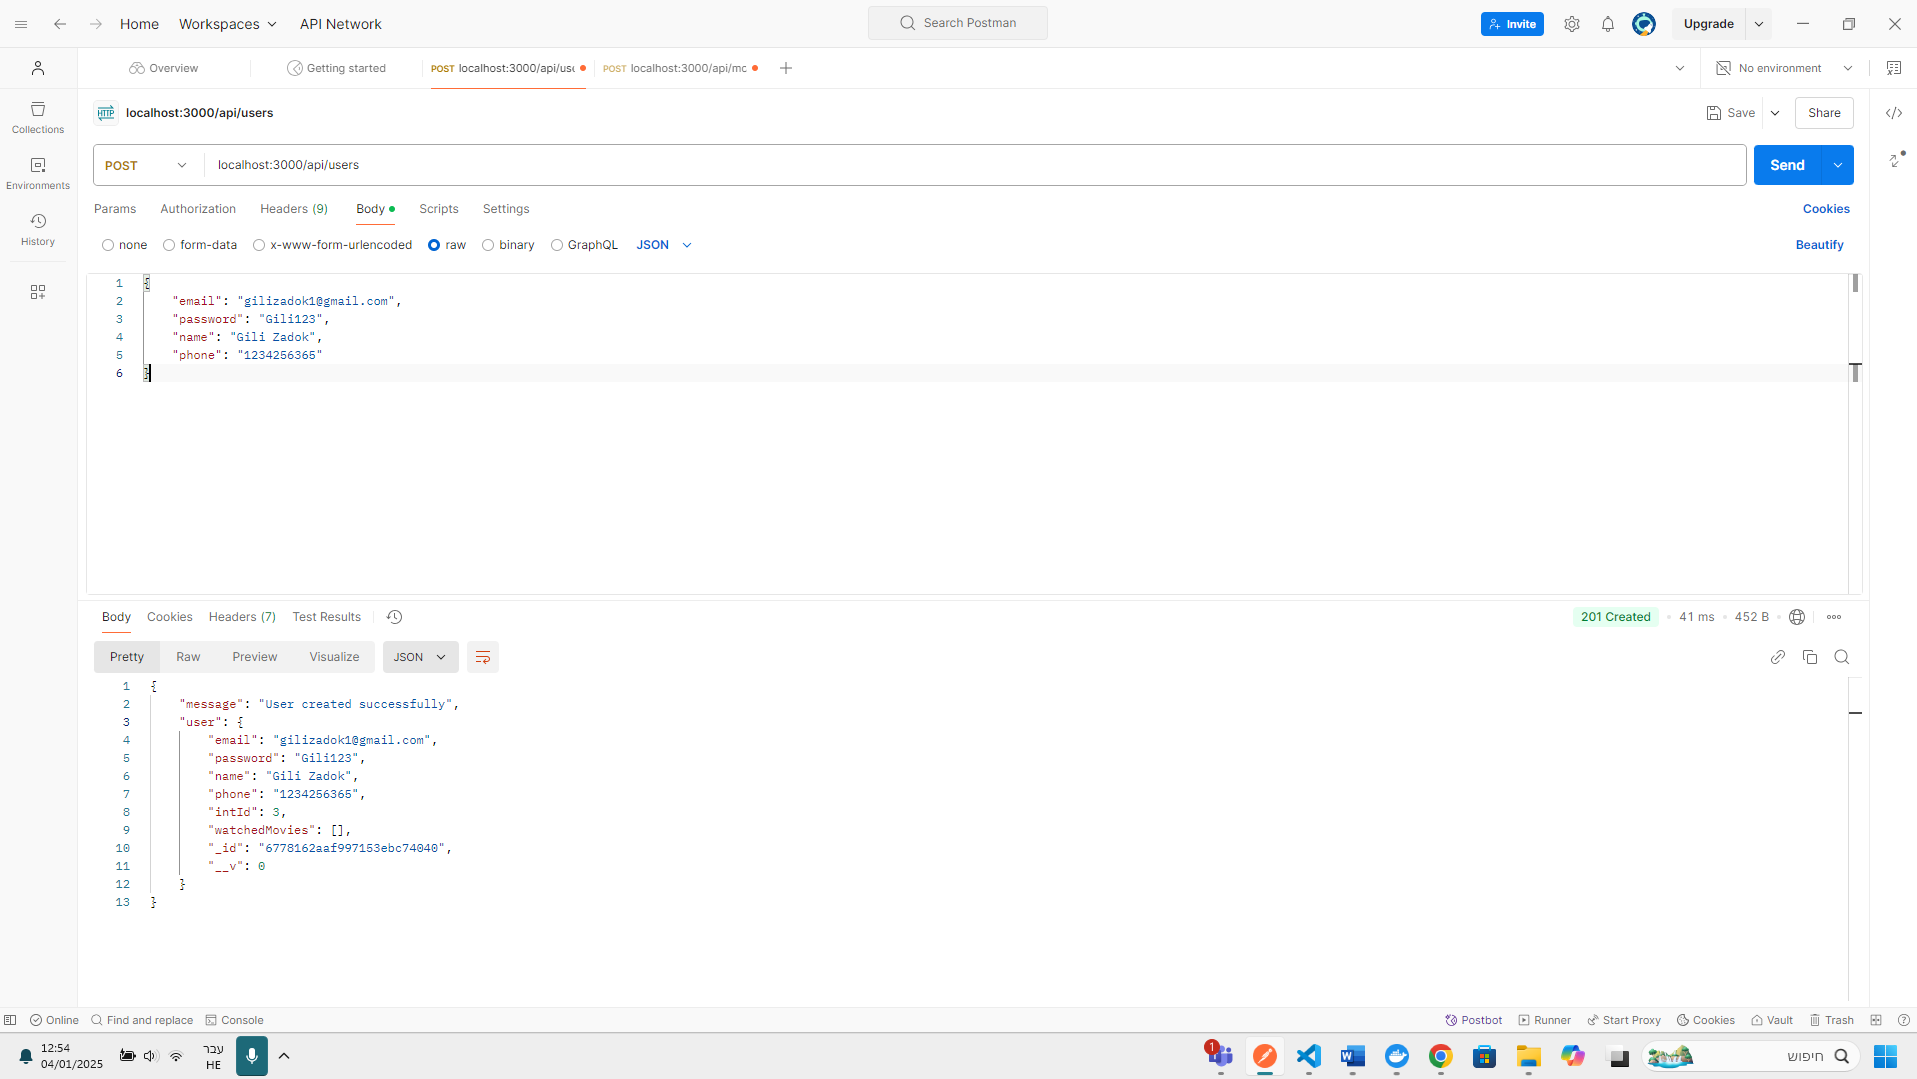 Home Workspaces API Network Search Postman Invite Upgrade
Overview Getting started POST localhost:3000/api/use POST localhost:3000/api/mc No environment
HTTP localhost:3000/api/users Save Share
Collections
POST localhost:3000/api/users Send
Environments
Params Authorization Headers (9) Body Scripts Settings Cookies
History
none form-data x-www-form-urlencoded raw binary GraphQL JSON Beautify
1 {
2 "email": "gilizadok1@gmail.com",
3 "password": "Gili123",
4 "name": "Gili Zadok",
5 "phone": "1234256365"
6 }
Body Cookies Headers (7) Test Results 201 Created 41 ms 452 B
Pretty Raw Preview Visualize JSON
1 {
2 "message": "User created successfully",
3 "user": {
4 "email": "gilizadok1@gmail.com",
5 "password": "Gili123",
6 "name": "Gili Zadok",
7 "phone": "1234256365",
8 "intId": 3,
9 "watchedMovies": [],
10 "_id": "6778162aaf997153ebc74040",
11 "__v": 0
12 }
13 }
Online Find and replace Console Postbot Runner Start Proxy Cookies Vault Trash
12:54
04/01/2025
עבר
HE
1
חיפוש